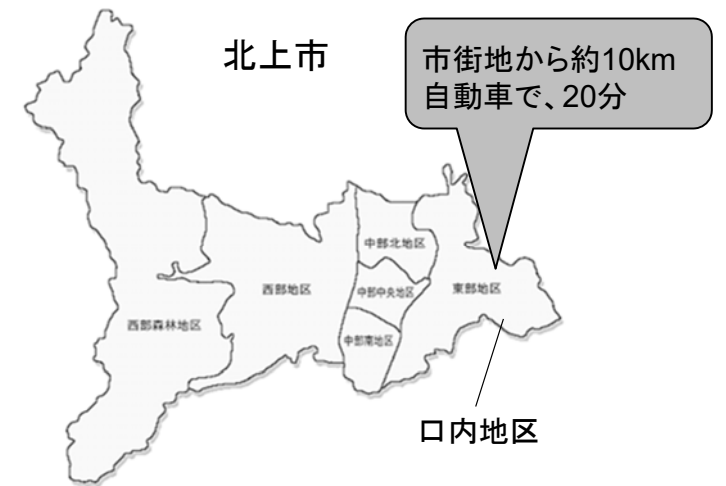 北上市
市街地から約10km
自動車で、20分
中部北地区
西部地区
中部中央地区
東部地区
西部森林地区
中部南地区
口内地区